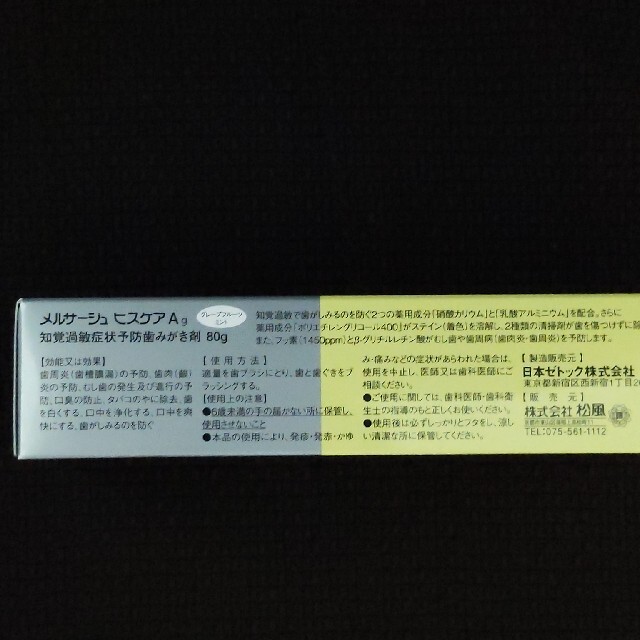 メルサージュ ヒスケア Ag
グレープフルーツ
ミント
知覚過敏症状予防歯みがき剤 80g
知覚過敏で歯がしみるのを防ぐ2つの薬用成分「硝酸カリウム」と「乳酸アルミニウム」を配合。さらに
薬用成分「ポリエチレングリコール400」がステイン(着色)を溶解し、2種類の清掃剤が歯を傷つけずに除
また、フッ素(1450ppm)とβ-グリチルレチン酸がむし歯や歯周病(歯肉炎・歯周炎)を予防します。
【効能又は効果】
歯周炎(歯槽膿漏)の予防、歯肉(齦)
炎の予防、むし歯の発生及び進行の予
防、口臭の防止、タバコのやに除去、歯
を白くする、口中を浄化する、口中を爽
快にする、歯がしみるのを防ぐ
【使用方法】
適量を歯ブラシにとり、歯と歯ぐきをブ
ラッシングする。
【使用上の注意】
●6歳未満の手の届かない所に保管し、
使用させないこと
●本品の使用により、発疹・発赤・かゆ
み・痛みなどの症状があらわれた場合は、
使用を中止し、医師又は歯科医師にご
相談ください。
●ご使用に関しては、歯科医師・歯科衛
生士の指導のもと正しくお使いください。
●使用後は必ずしっかりとフタをし、涼し
い清潔な所に保管してください。
【製造販売元】
日本ゼトック株式会社
東京都新宿区西新宿1丁目26
【販売元】
株式会社 松風
TEL:075-561-1112